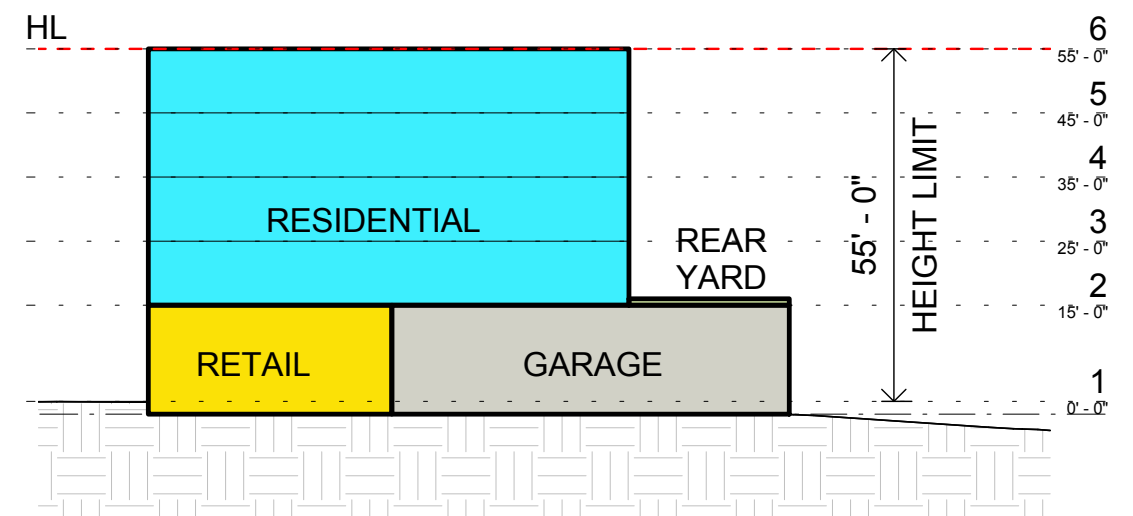 HL
6
55' - 0"
5
45' - 0"
4
35' - 0"
3
25' - 0"
2
15' - 0"
1
0' - 0"
RESIDENTIAL
REAR
YARD
RETAIL
GARAGE
55' - 0"
HEIGHT LIMIT